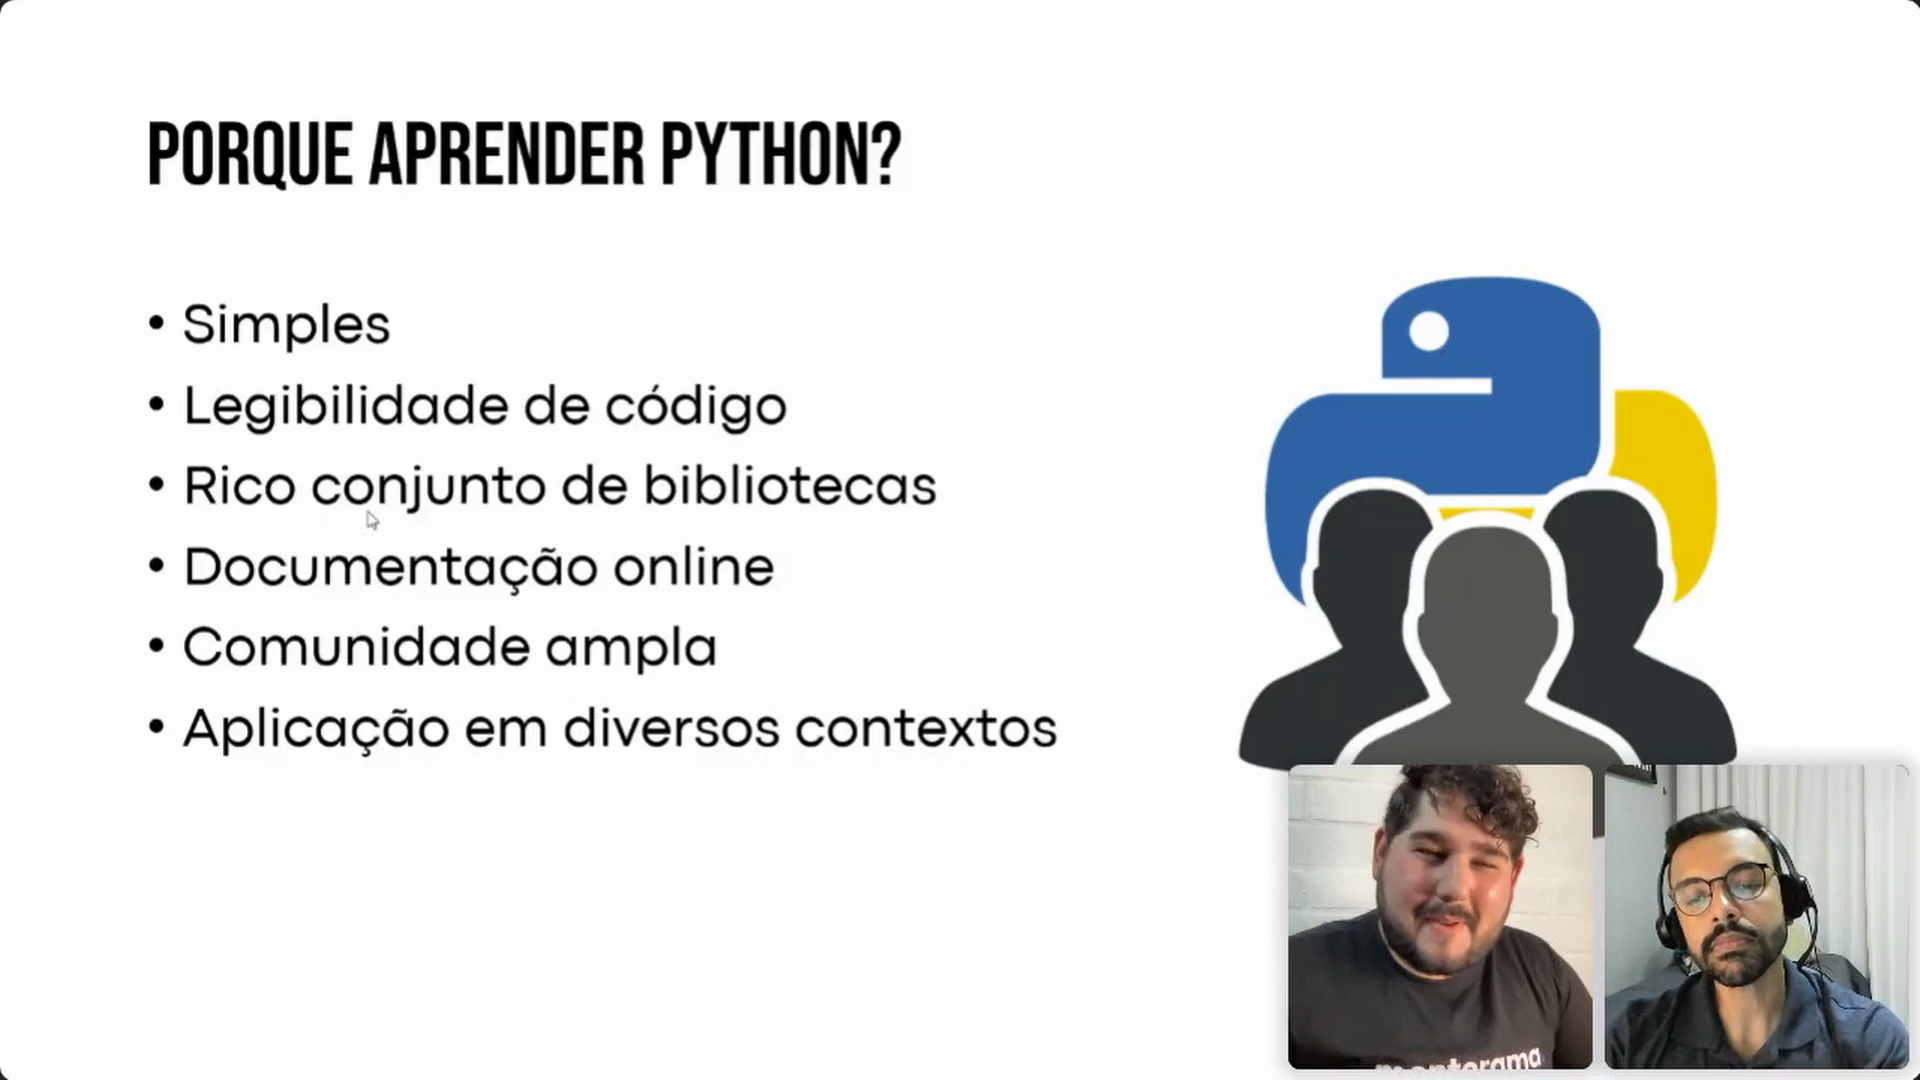 PORQUE APRENDER PYTHON?
• Simples
• Legibilidade de código
• Rico conjunto de bibliotecas
• Documentação online
• Comunidade ampla
• Aplicação em diversos contextos
mentorama